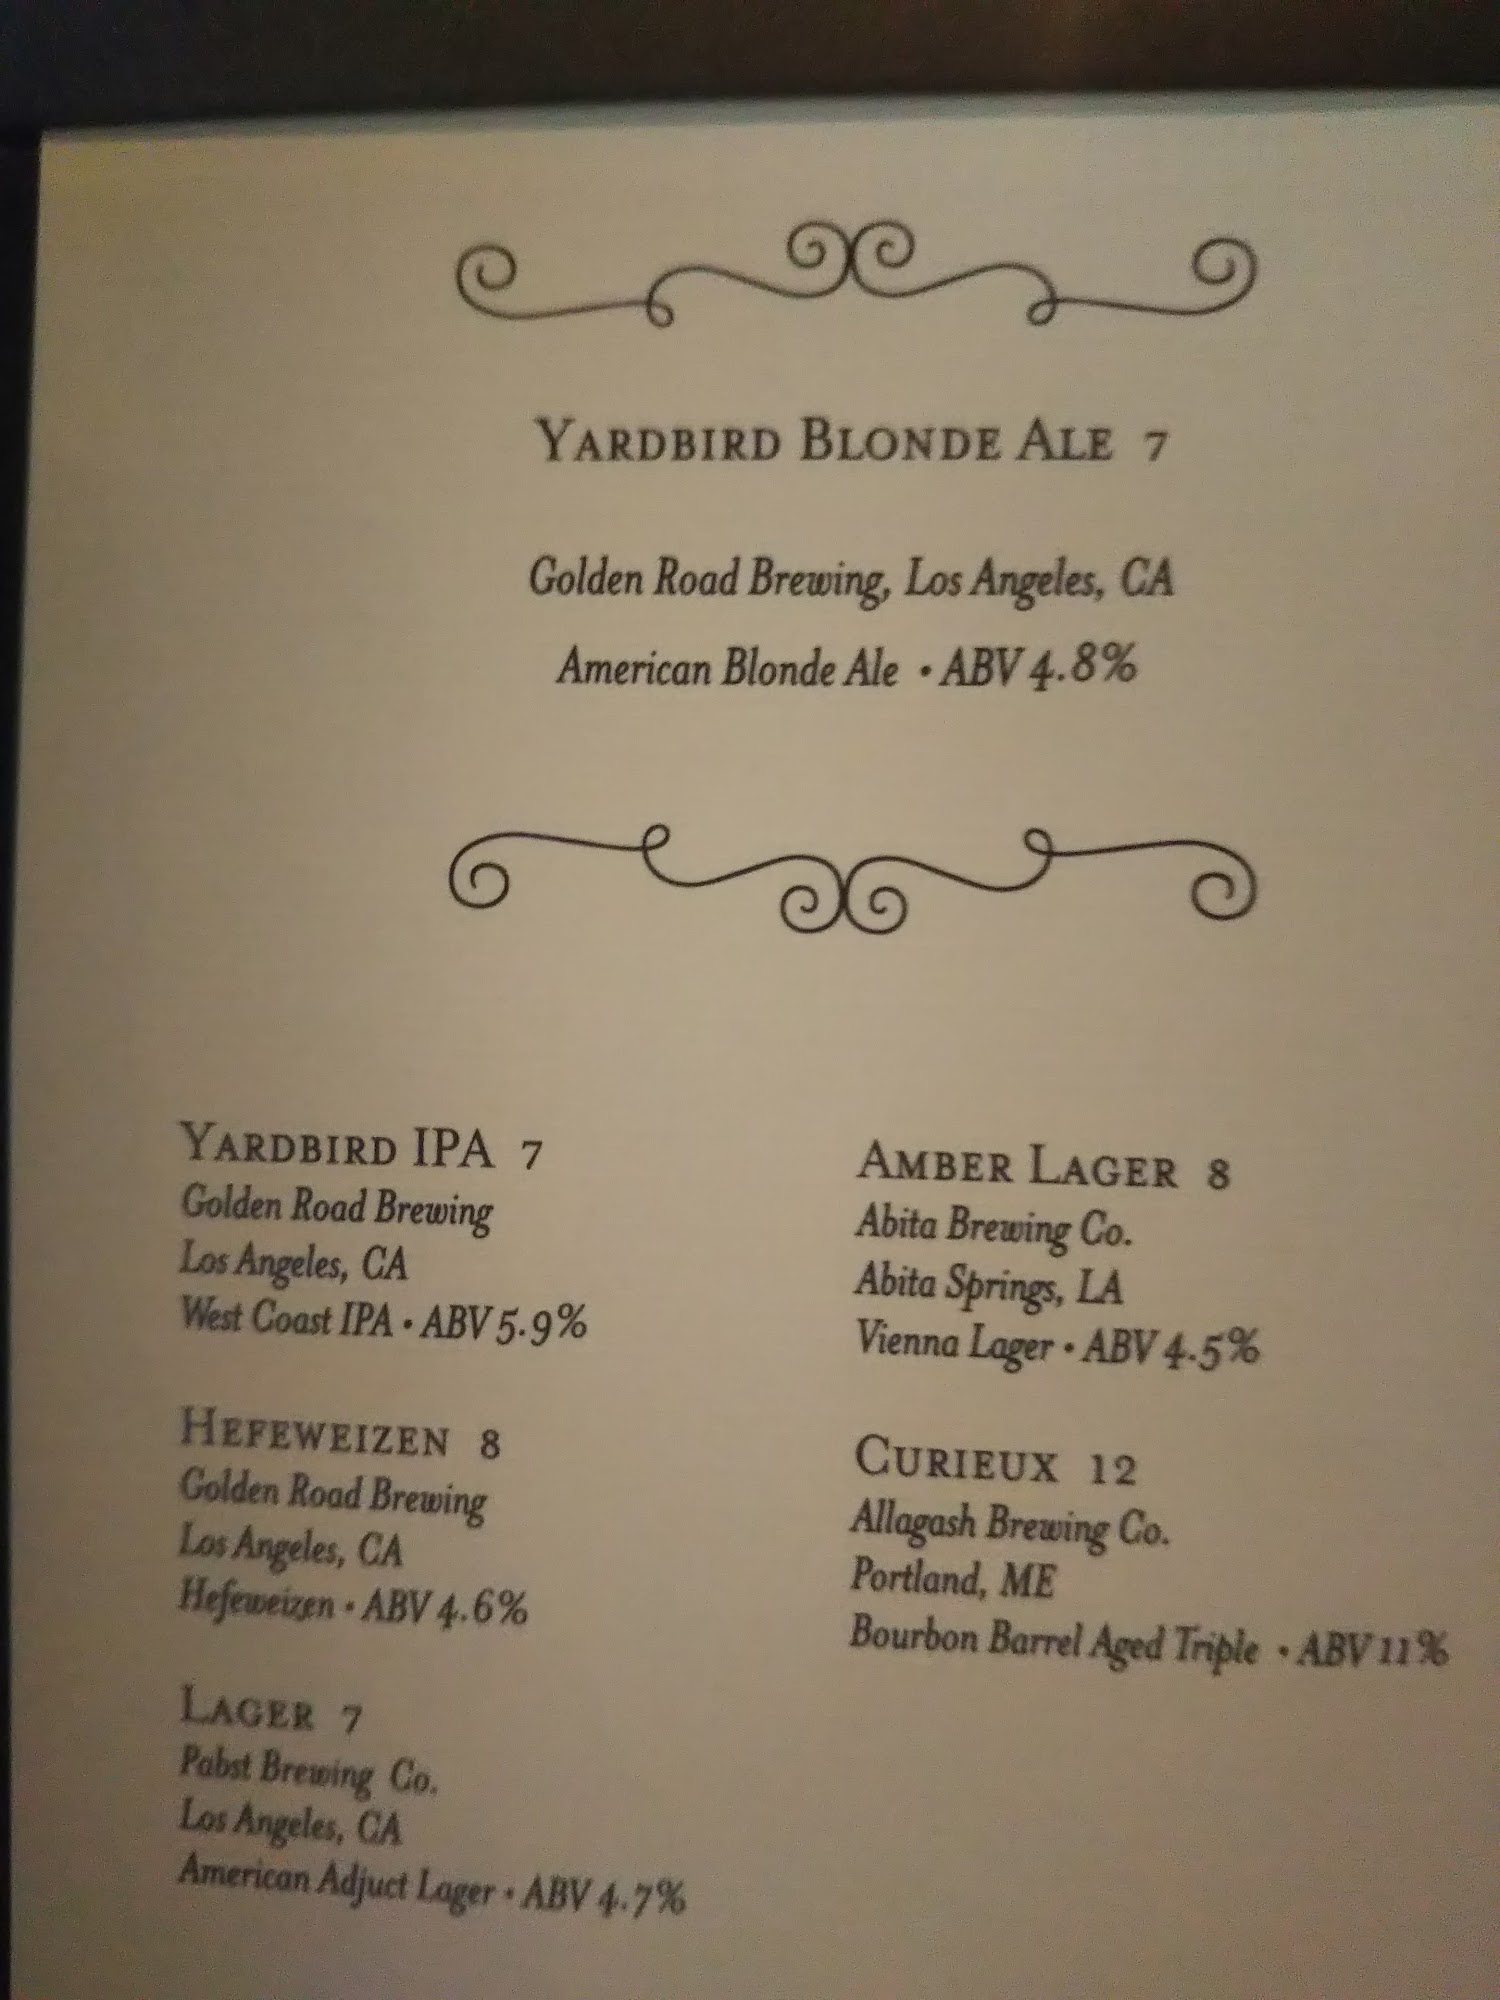 YARDBIRD BLONDE ALE 7
Golden Road Brewing, Los Angeles, CA
American Blonde Ale • ABV 4.8%
YARDBIRD IPA 7
Golden Road Brewing
Los Angeles, CA
West Coast IPA • ABV 5.9%
HEFEWEIZEN 8
Golden Road Brewing
Los Angeles, CA
Hefeweizen • ABV 4.6%
LAGER 7
Pabst Brewing Co.
Los Angeles, CA
American Adjuct Lager • ABV 4.7%
AMBER LAGER 8
Abita Brewing Co.
Abita Springs, LA
Vienna Lager • ABV 4.5%
CURIEUX 12
Allagash Brewing Co.
Portland, ME
Bourbon Barrel Aged Triple • ABV 11%